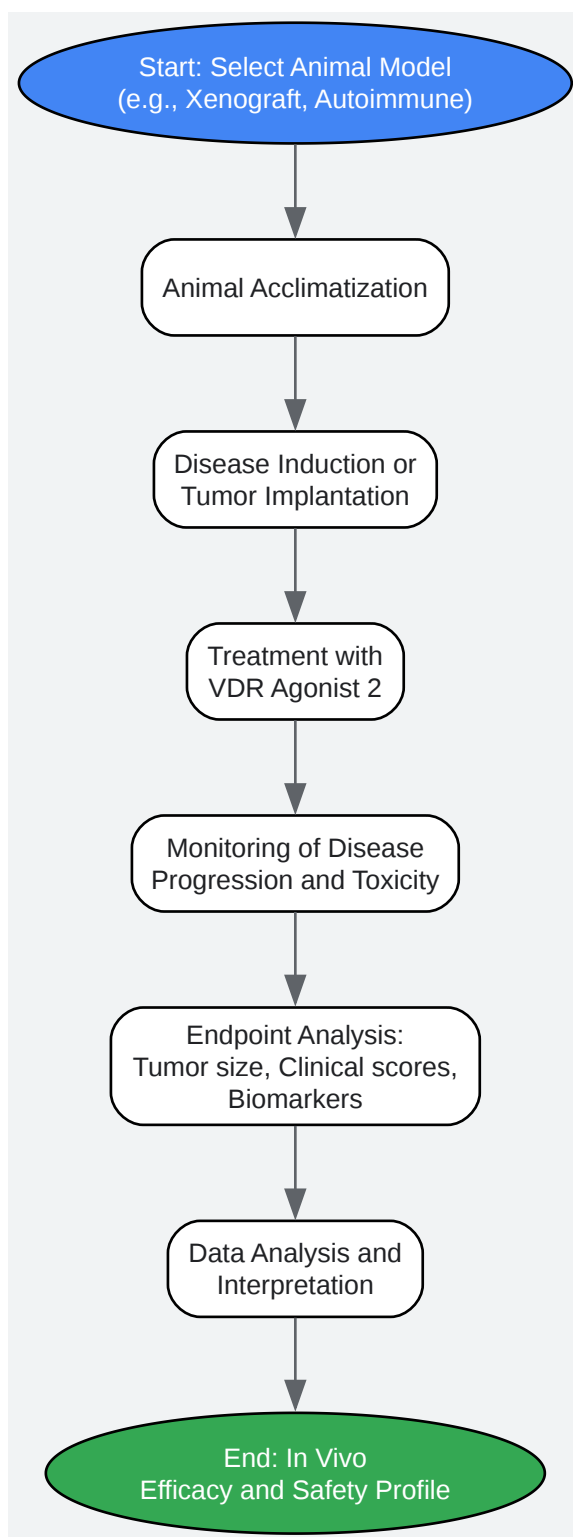 Start: Select Animal Model
(e.g., Xenograft, Autoimmune)
Animal Acclimatization
Disease Induction or
Tumor Implantation
Treatment with
VDR Agonist 2
Monitoring of Disease
Progression and Toxicity
Endpoint Analysis:
Tumor size, Clinical scores,
Biomarkers
Data Analysis and
Interpretation
End: In Vivo
Efficacy and Safety Profile